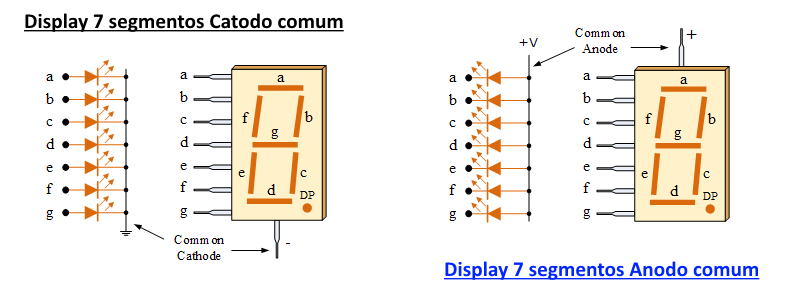 Display 7 segmentos Catodo comum
a
b
c
d
e
f
g
Common
Cathode
a
b
c
d
e
f
g
a
f
b
g
e
c
d
DP
-
+V
Common
Anode
+
a
b
c
d
e
f
g
a
b
c
d
e
f
g
a
f
b
g
e
c
d
DP
Display 7 segmentos Anodo comum